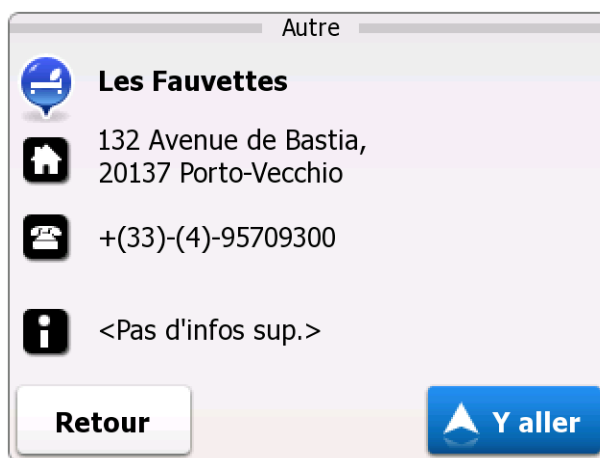 Autre
Les Fauvettes
132 Avenue de Bastia,
20137 Porto-Vecchio
+(33)-(4)-95709300
<Pas d'infos sup.>
Retour
Y aller